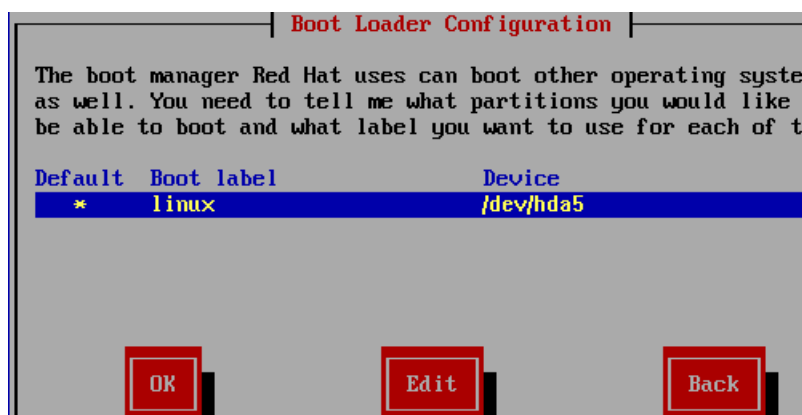 Boot Loader Configuration
The boot manager Red Hat uses can boot other operating syste
as well. You need to tell me what partitions you would like
be able to boot and what label you want to use for each of t
Default Boot label Device
* linux /dev/hda5
OK Edit Back